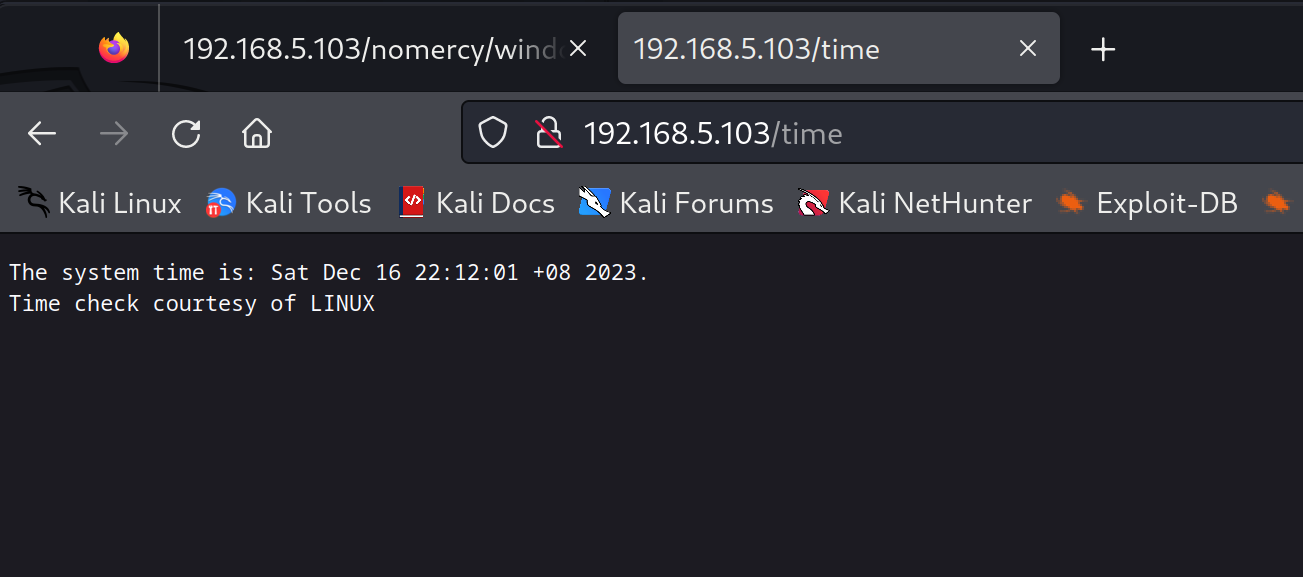 192.168.5.103/nomercy/wind
192.168.5.103/time
192.168.5.103/time
Kali Linux
Kali Tools
Kali Docs
Kali Forums
Kali NetHunter
Exploit-DB
The system time is: Sat Dec 16 22:12:01 +08 2023.
Time check courtesy of LINUX